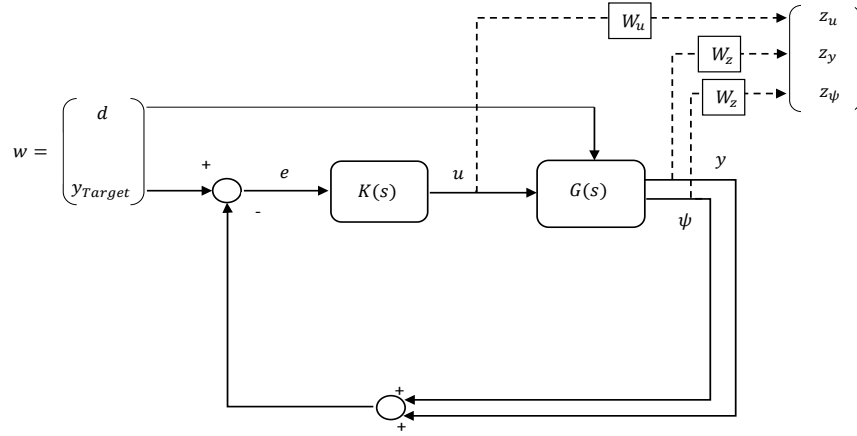 W_u
z_u
W_z
z_y
W_z
z_ψ
d
w =
y
+
e
u
y_Target
K(s)
G(s)
-
ψ
+
+